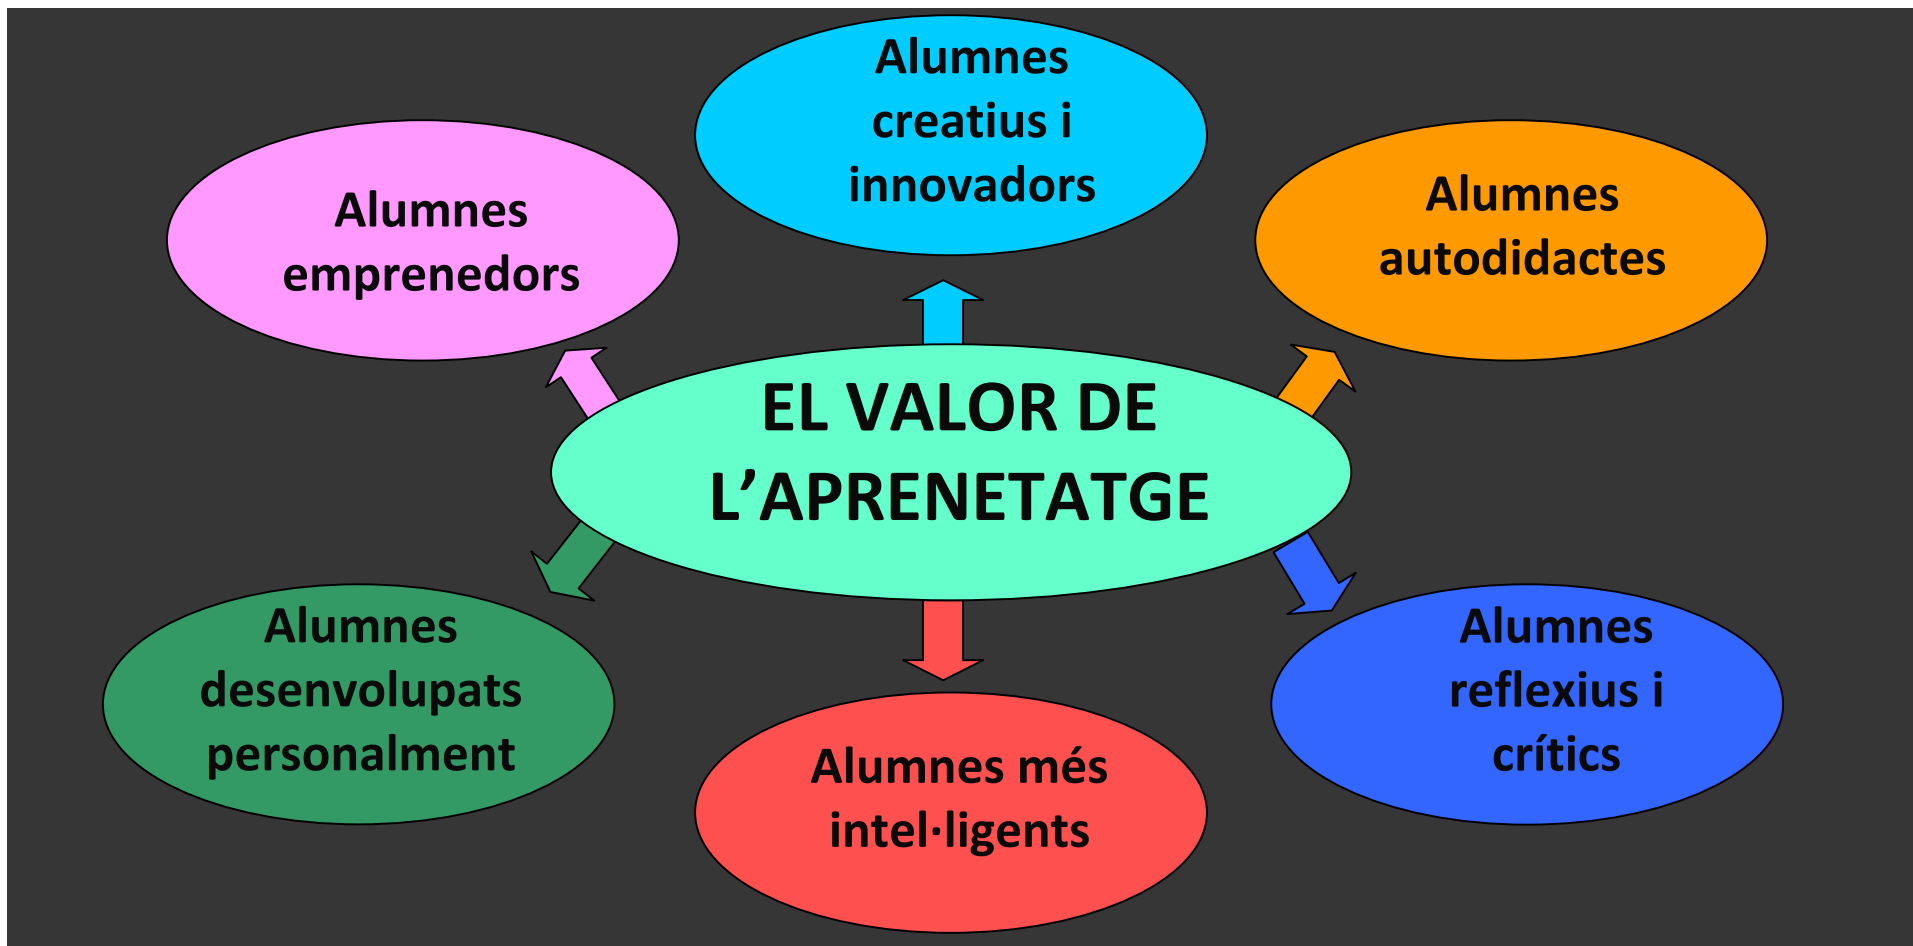 Alumnes
creatius i
innovadors
Alumnes
emprenedors
Alumnes
autodidactes
EL VALOR DE
L’APRENETATGE
Alumnes
desenvolupats
personalment
Alumnes més
intel·ligents
Alumnes
reflexius i
crítics